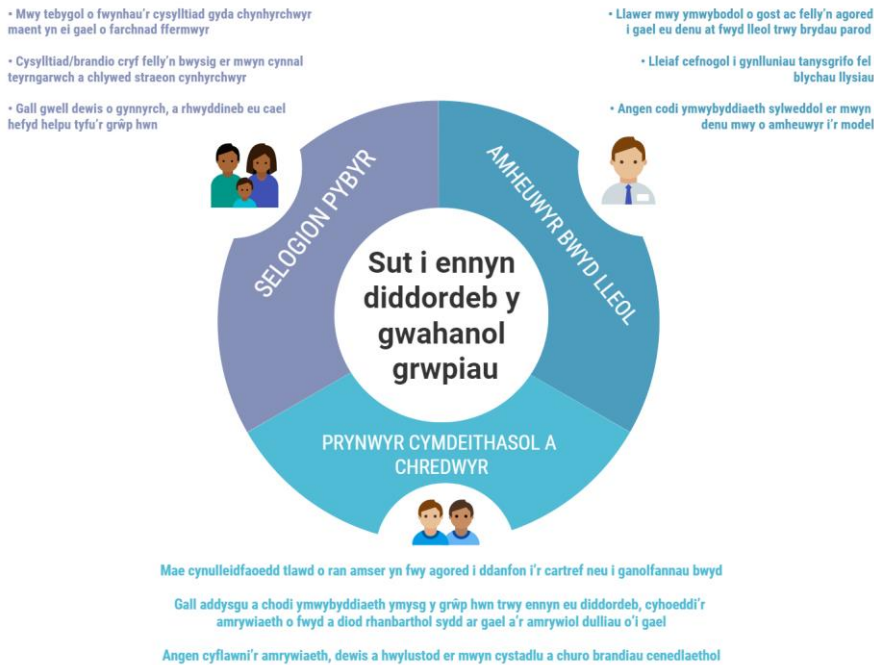 • Mwy tebygol o fwynhau'r cysylltiad gyda chynhyrchwyr
maent yn ei gael o farchnad ffermwyr
• Cysylltiad/brandio cryf felly'n bwysig er mwyn cynnal
teyrngarwch a chlywed straeon cynhyrchwyr
• Gall gwell dewis o gynnyrch, a rhwyddineb eu cael
hefyd helpu tyfu'r grŵp hwn
• Llawer mwy ymwybodol o gost ac felly'n agored
i gael eu denu at fwyd lleol trwy brydau parod
• Lleiaf cefnogol i gynlluniau tanysgrifo fel
blychau llysiau
• Angen codi ymwybyddiaeth sylweddol er mwyn
denu mwy o amheuwyr i'r model
SELOGION PYBYR
AMHEUWYR BWYD LLEOL
Sut i ennyn
diddordeb y
gwahanol
grwpiau
PRYNWYR CYMDEITHASOL A
CHREDWYR
Mae cynulleidfaoedd tlawd o ran amser yn fwy agored i ddanfon i'r cartref neu i ganolfannau bwyd
Gall addysgu a chodi ymwybyddiaeth ymysg y grŵp hwn trwy ennyn eu diddordeb, cyhoeddi'r
amrywiaeth o fwyd a diod rhanbarthol sydd ar gael a'r amrywiol dulliau o'i gael
Angen cyflawni'r amrywiaeth, dewis a hwylustod er mwyn cystadlu a churo brandiau cenedlaethol